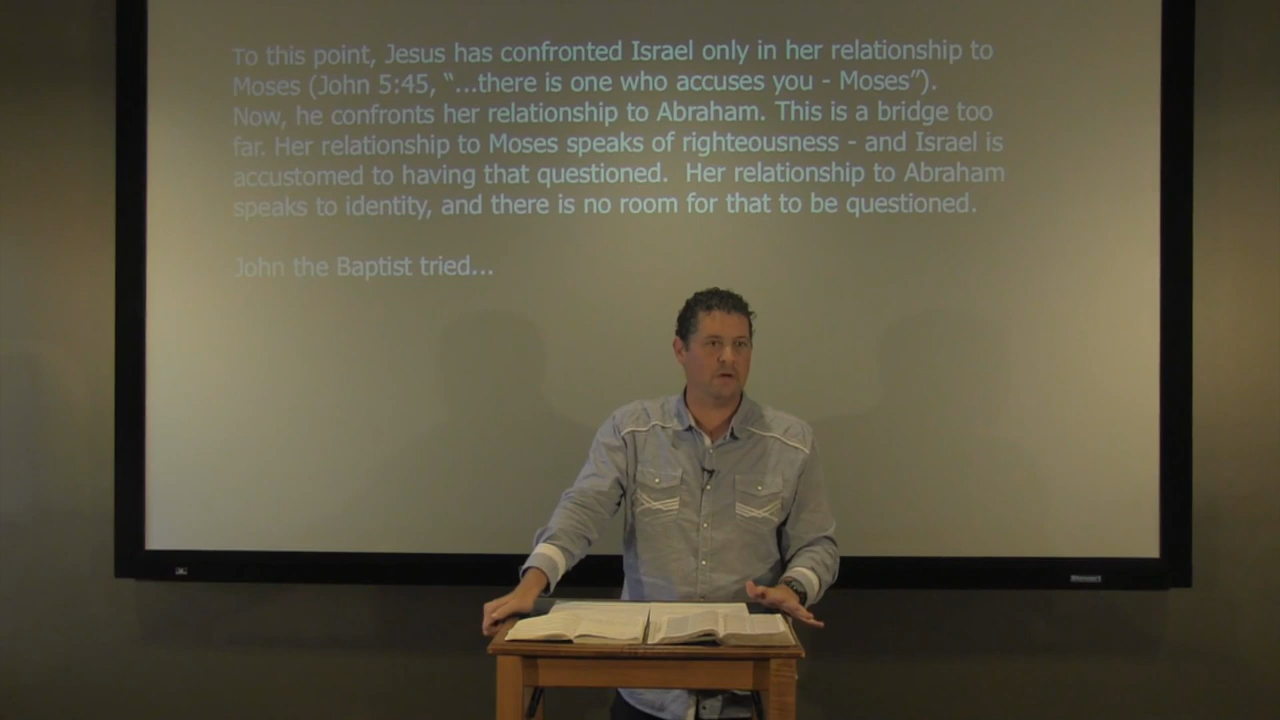 To this point, Jesus has confronted Israel only in her relationship to
Moses (John 5:45, “...there is one who accuses you - Moses”).
Now, he confronts her relationship to Abraham. This is a bridge too
far. Her relationship to Moses speaks of righteousness - and Israel is
accustomed to having that questioned.  Her relationship to Abraham
speaks to identity, and there is no room for that to be questioned.
John the Baptist tried...